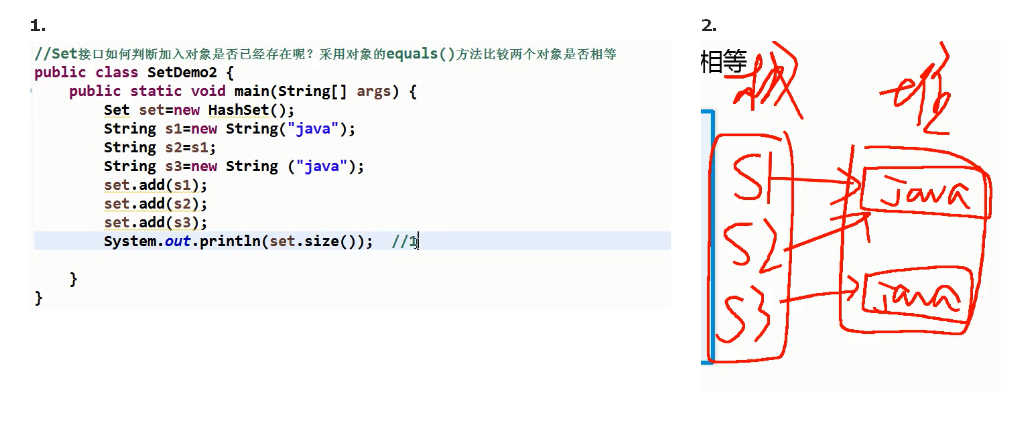 1.
//Set接口如何判断加入对象是否已经存在呢？采用对象的equals()方法比较两个对象是否相等
public class SetDemo2 {
public static void main(String[] args) {
Set set=new HashSet();
String s1=new String("java");
String s2=s1;
String s3=new String ("java");
set.add(s1);
set.add(s2);
set.add(s3);
System.out.println(set.size()); //1
}
}
2.
相等
栈 堆
S1 java
S2
S3 java